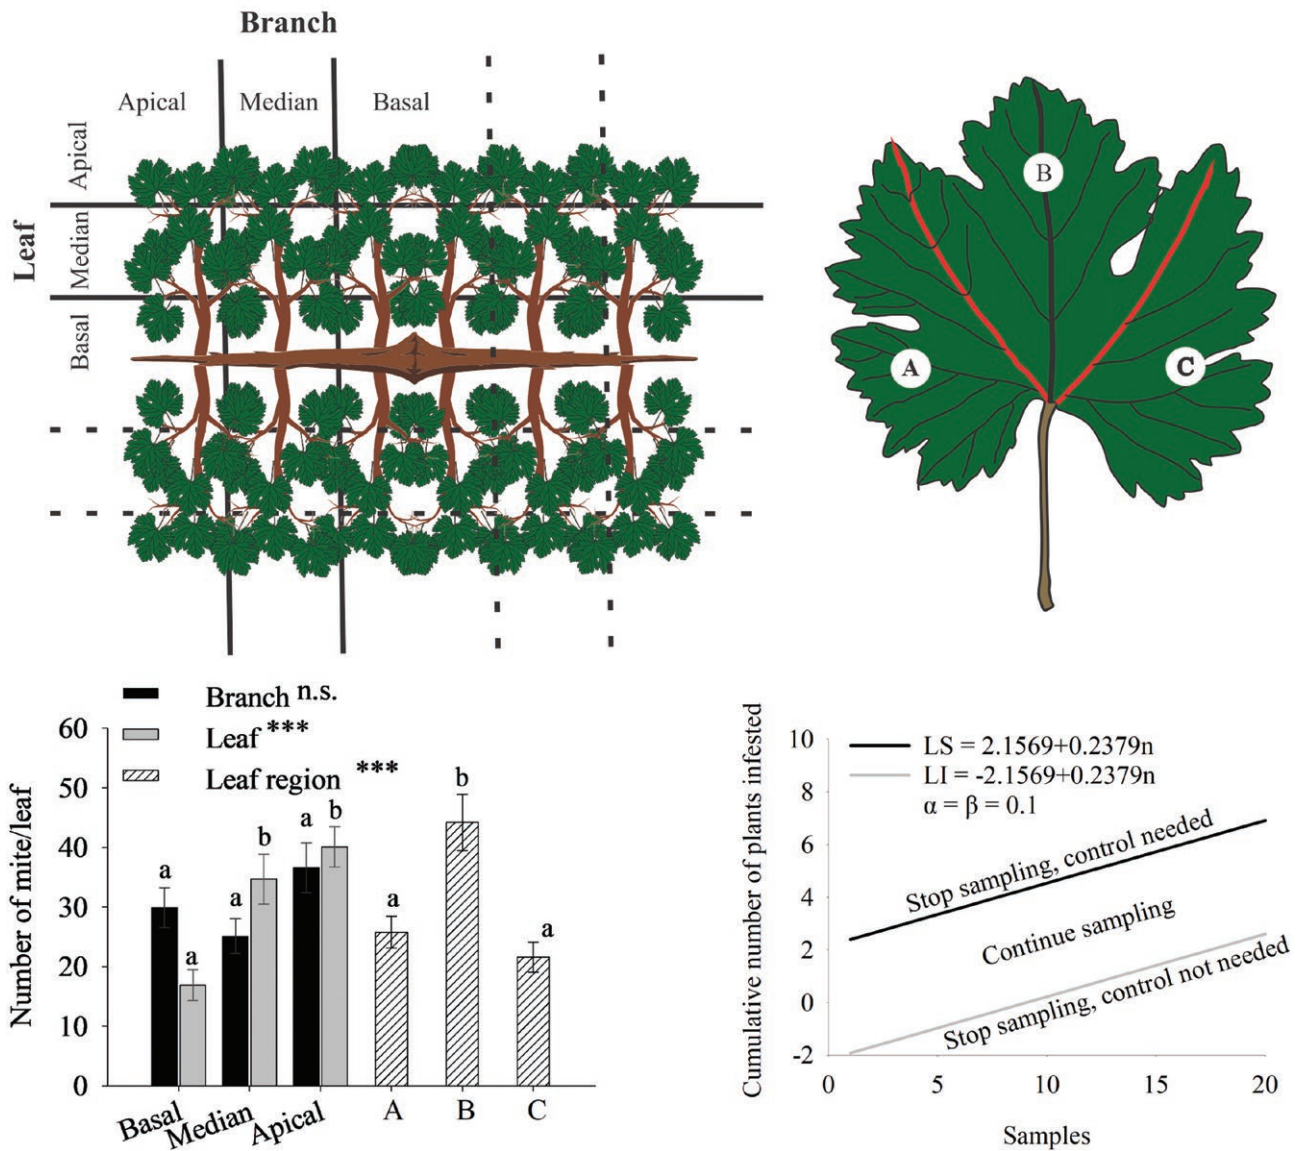 Branch
Apical Median Basal
Leaf
Apical
Median
Basal
A
B
C
Branch n.s.
Leaf ***
Leaf region ***
Number of mite/leaf
60
50
40
30
20
10
0
a
a
a
b
a
b
a
b
a
Basal Median Apical A B C
Cumulative number of plants infested
10
8
6
4
2
0
-2
LS = 2.1569+0.2379n
LI = -2.1569+0.2379n
α = β = 0.1
Stop sampling, control needed
Continue sampling
Stop sampling, control not needed
0 5 10 15 20
Samples